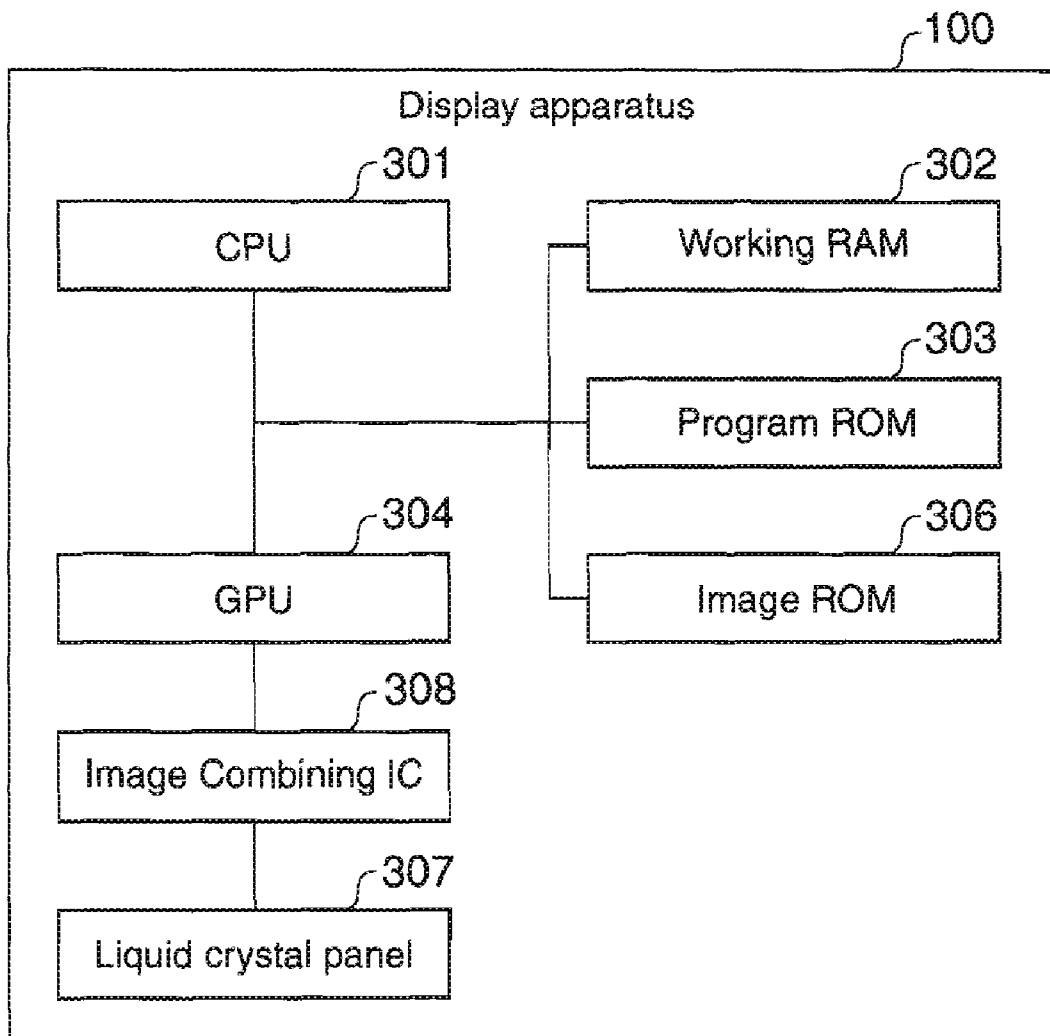 100
Display apparatus
301
CPU
302
Working RAM
303
Program ROM
304
GPU
306
Image ROM
308
Image Combining IC
307
Liquid crystal panel